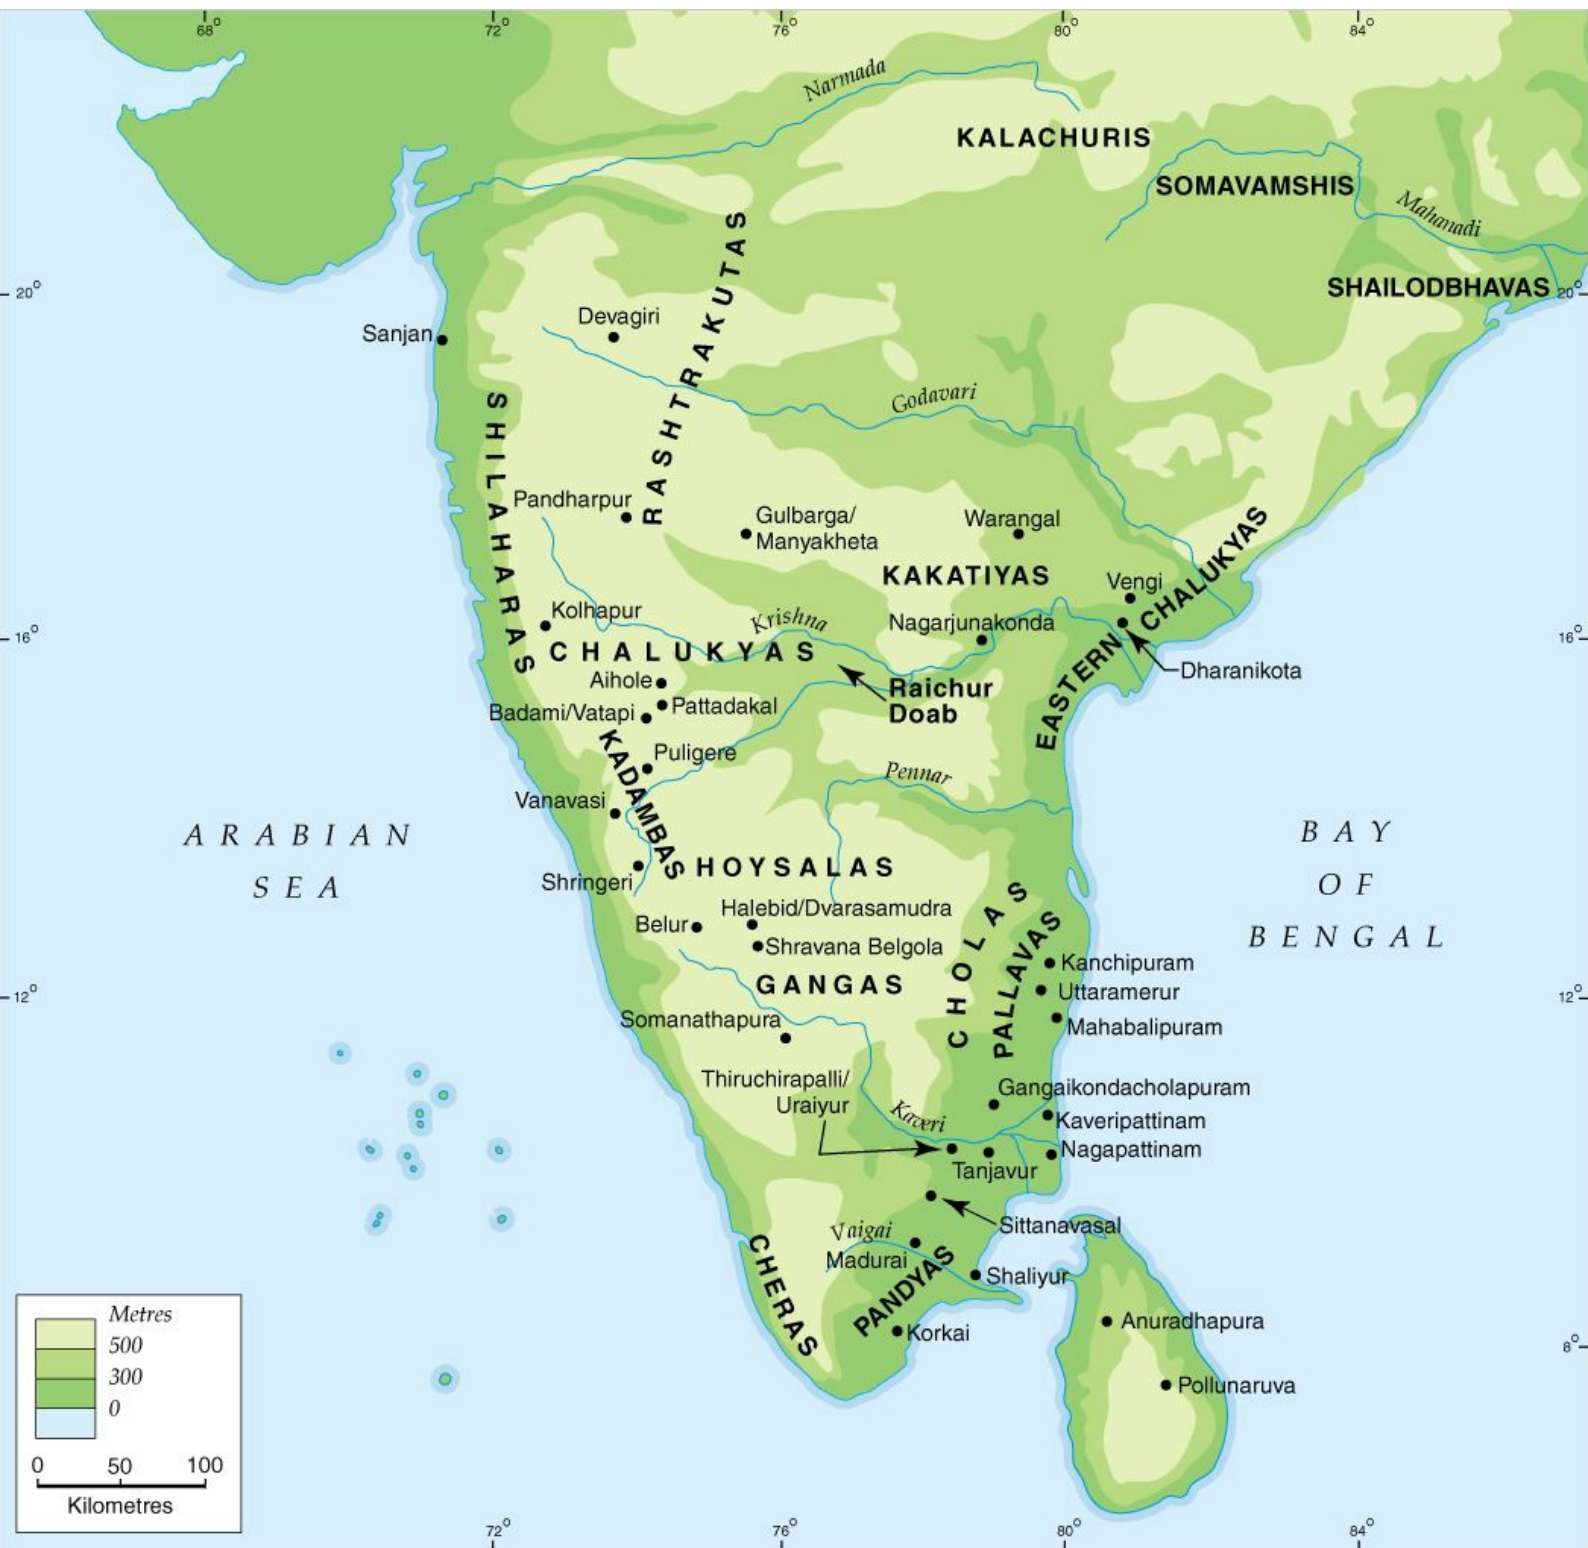 68°
72°
76°
80°
84°
Narmada
KALACHURIS
SOMAVAMSHIS
Mahanadi
SHAILODBHAVAS
20°
20°
RASHTRAKUTAS
Devagiri
Sanjan
Godavari
SHILAHARAS
Pandharpur
Gulbarga/
Manyakheta
Warangal
KAKATIYAS
Vengi
EASTERN CHALUKYAS
Kolhapur
Krishna
Nagarjunakonda
16°
16°
CHALUKYAS
Dharanikota
Aihole
Raichur
Doab
Badami/Vatapi
Pattadakal
KADAMBAS
Puligere
Pennar
Vanavasi
ARABIAN
SEA
BAY
OF
BENGAL
HOYSALAS
Shringeri
CHOLAS
PALLAVAS
Halebid/Dvarasamudra
Belur
Shravana Belgola
Kanchipuram
GANGAS
Uttaramerur
12°
12°
Somanathapura
Mahabalipuram
Thiruchirapalli/
Uraiyur
Gangaikondacholapuram
Kaveri
Kaveripattinam
Nagapattinam
Tanjavur
Sittanavasal
Vaigai
Madurai
CHERAS
PANDYAS
Shaliyur
Korkai
Anuradhapura
8°
Pollunaruva
Metres
500
300
0
0 50 100
Kilometres
72°
76°
80°
84°